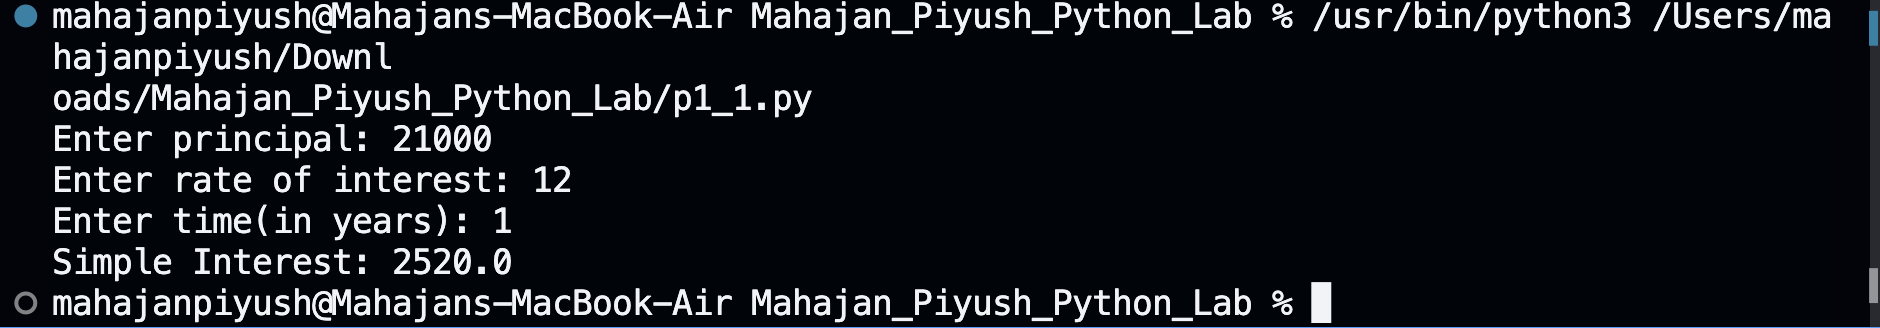 mahajanpiyush@Mahajans-MacBook-Air Mahajan_Piyush_Python_Lab % /usr/bin/python3 /Users/ma
hajanpiyush/Downl
oads/Mahajan_Piyush_Python_Lab/p1_1.py
Enter principal: 21000
Enter rate of interest: 12
Enter time(in years): 1
Simple Interest: 2520.0
mahajanpiyush@Mahajans-MacBook-Air Mahajan_Piyush_Python_Lab %